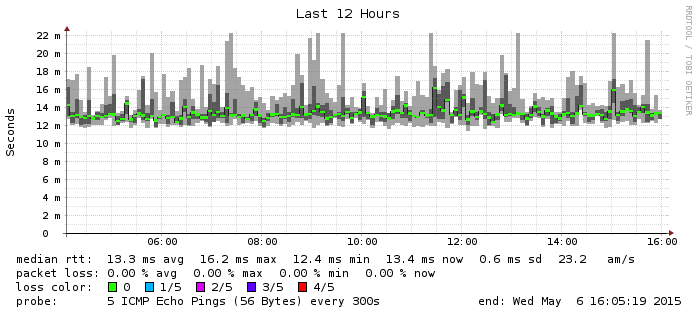 Last 12 Hours
RRDTOOL / TOBI OETIKER
Seconds
22 m
20 m
18 m
16 m
14 m
12 m
10 m
8 m
6 m
4 m
2 m
0
06:00 08:00 10:00 12:00 14:00 16:00
median rtt: 13.3 ms avg 16.2 ms max 12.4 ms min 13.4 ms now 0.6 ms sd 23.2 am/s
packet loss: 0.00 % avg 0.00 % max 0.00 % min 0.00 % now
loss color: 0 1/5 2/5 3/5 4/5
probe: 5 ICMP Echo Pings (56 Bytes) every 300s end: Wed May 6 16:05:19 2015